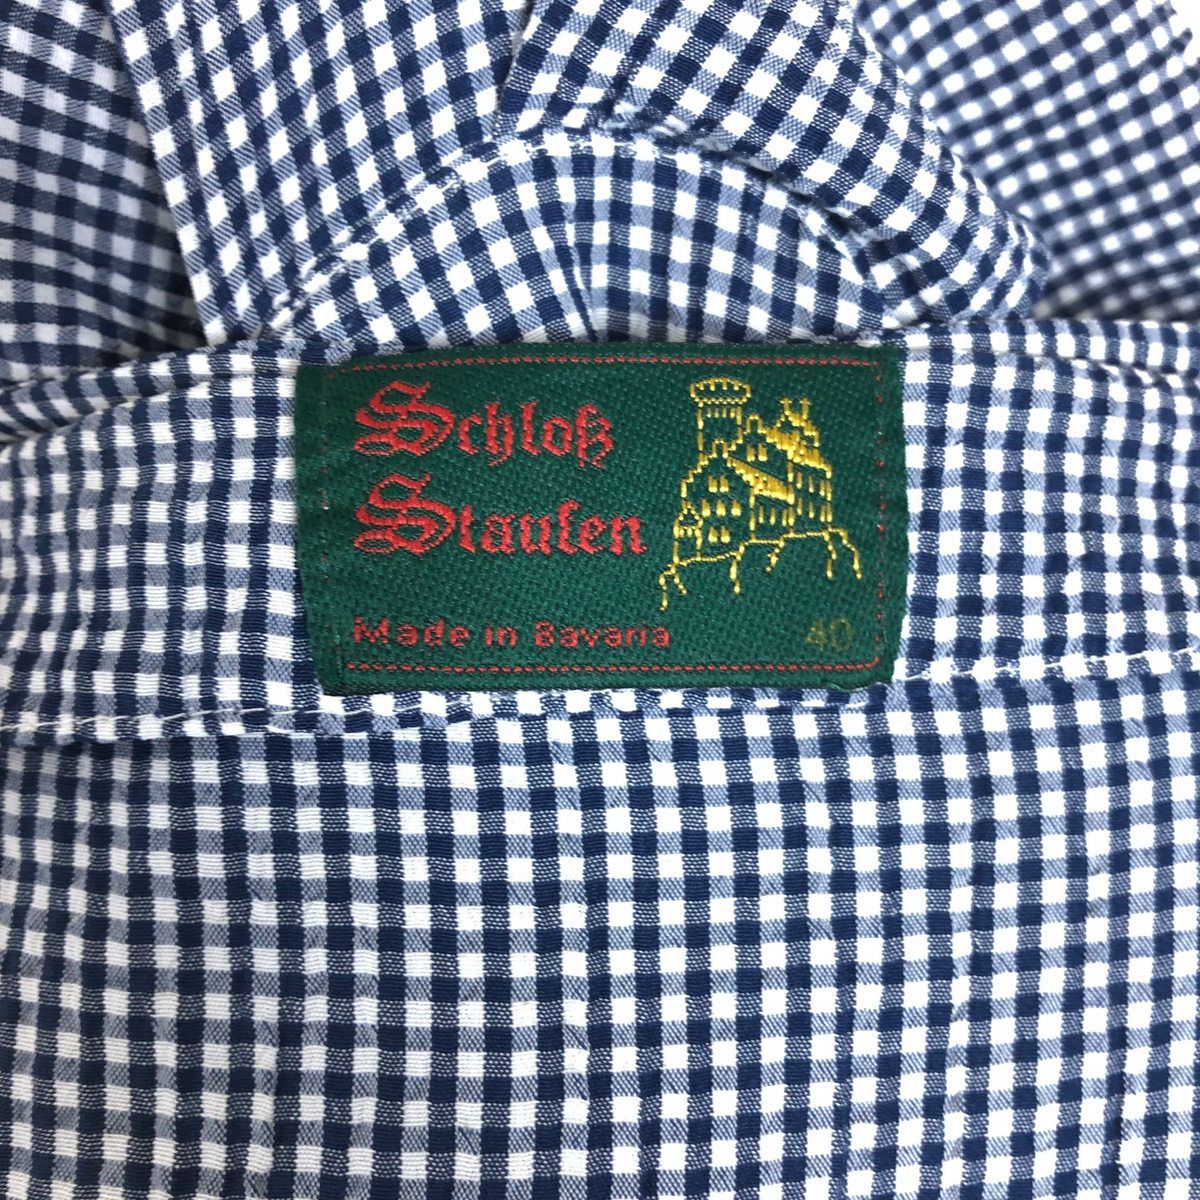 Schloß
Staufen
Made in Bavaria 40